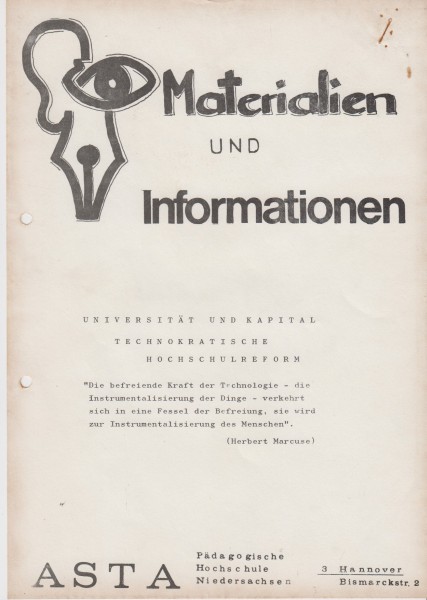 Materialien
UND
Informationen
UNIVERSITÄT UND KAPITAL
TECHNOKRATISCHE
HOCHSCHULREFORM
"Die befreiende Kraft der Technologie - die
Instrumentalisierung der Dinge - verkehrt
sich in eine Fessel der Befreiung, sie wird
zur Instrumentalisierung des Menschen".
(Herbert Marcuse)
ASTA
Pädagogische
Hochschule
Niedersachsen
3 Hannover
Bismarckstr. 2